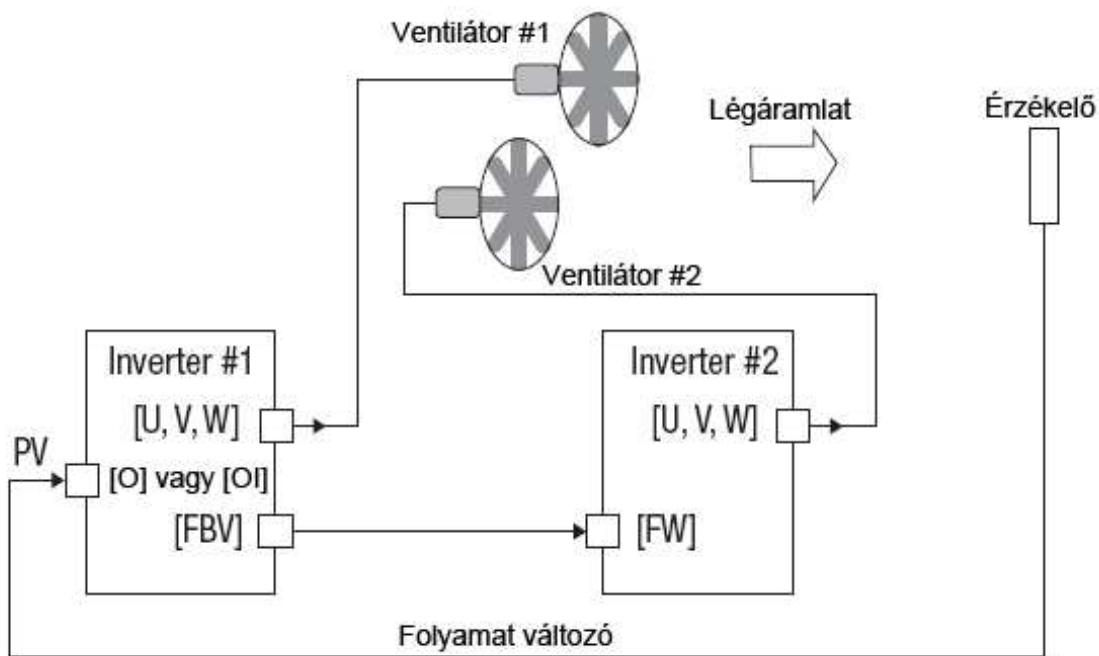 Ventilátor #1
Légáramlat
Érzékelő
Ventilátor #2
Inverter #1
Inverter #2
[U, V, W]
[U, V, W]
PV
[O] vagy [OI]
[FBV]
[FW]
Folyamat változó